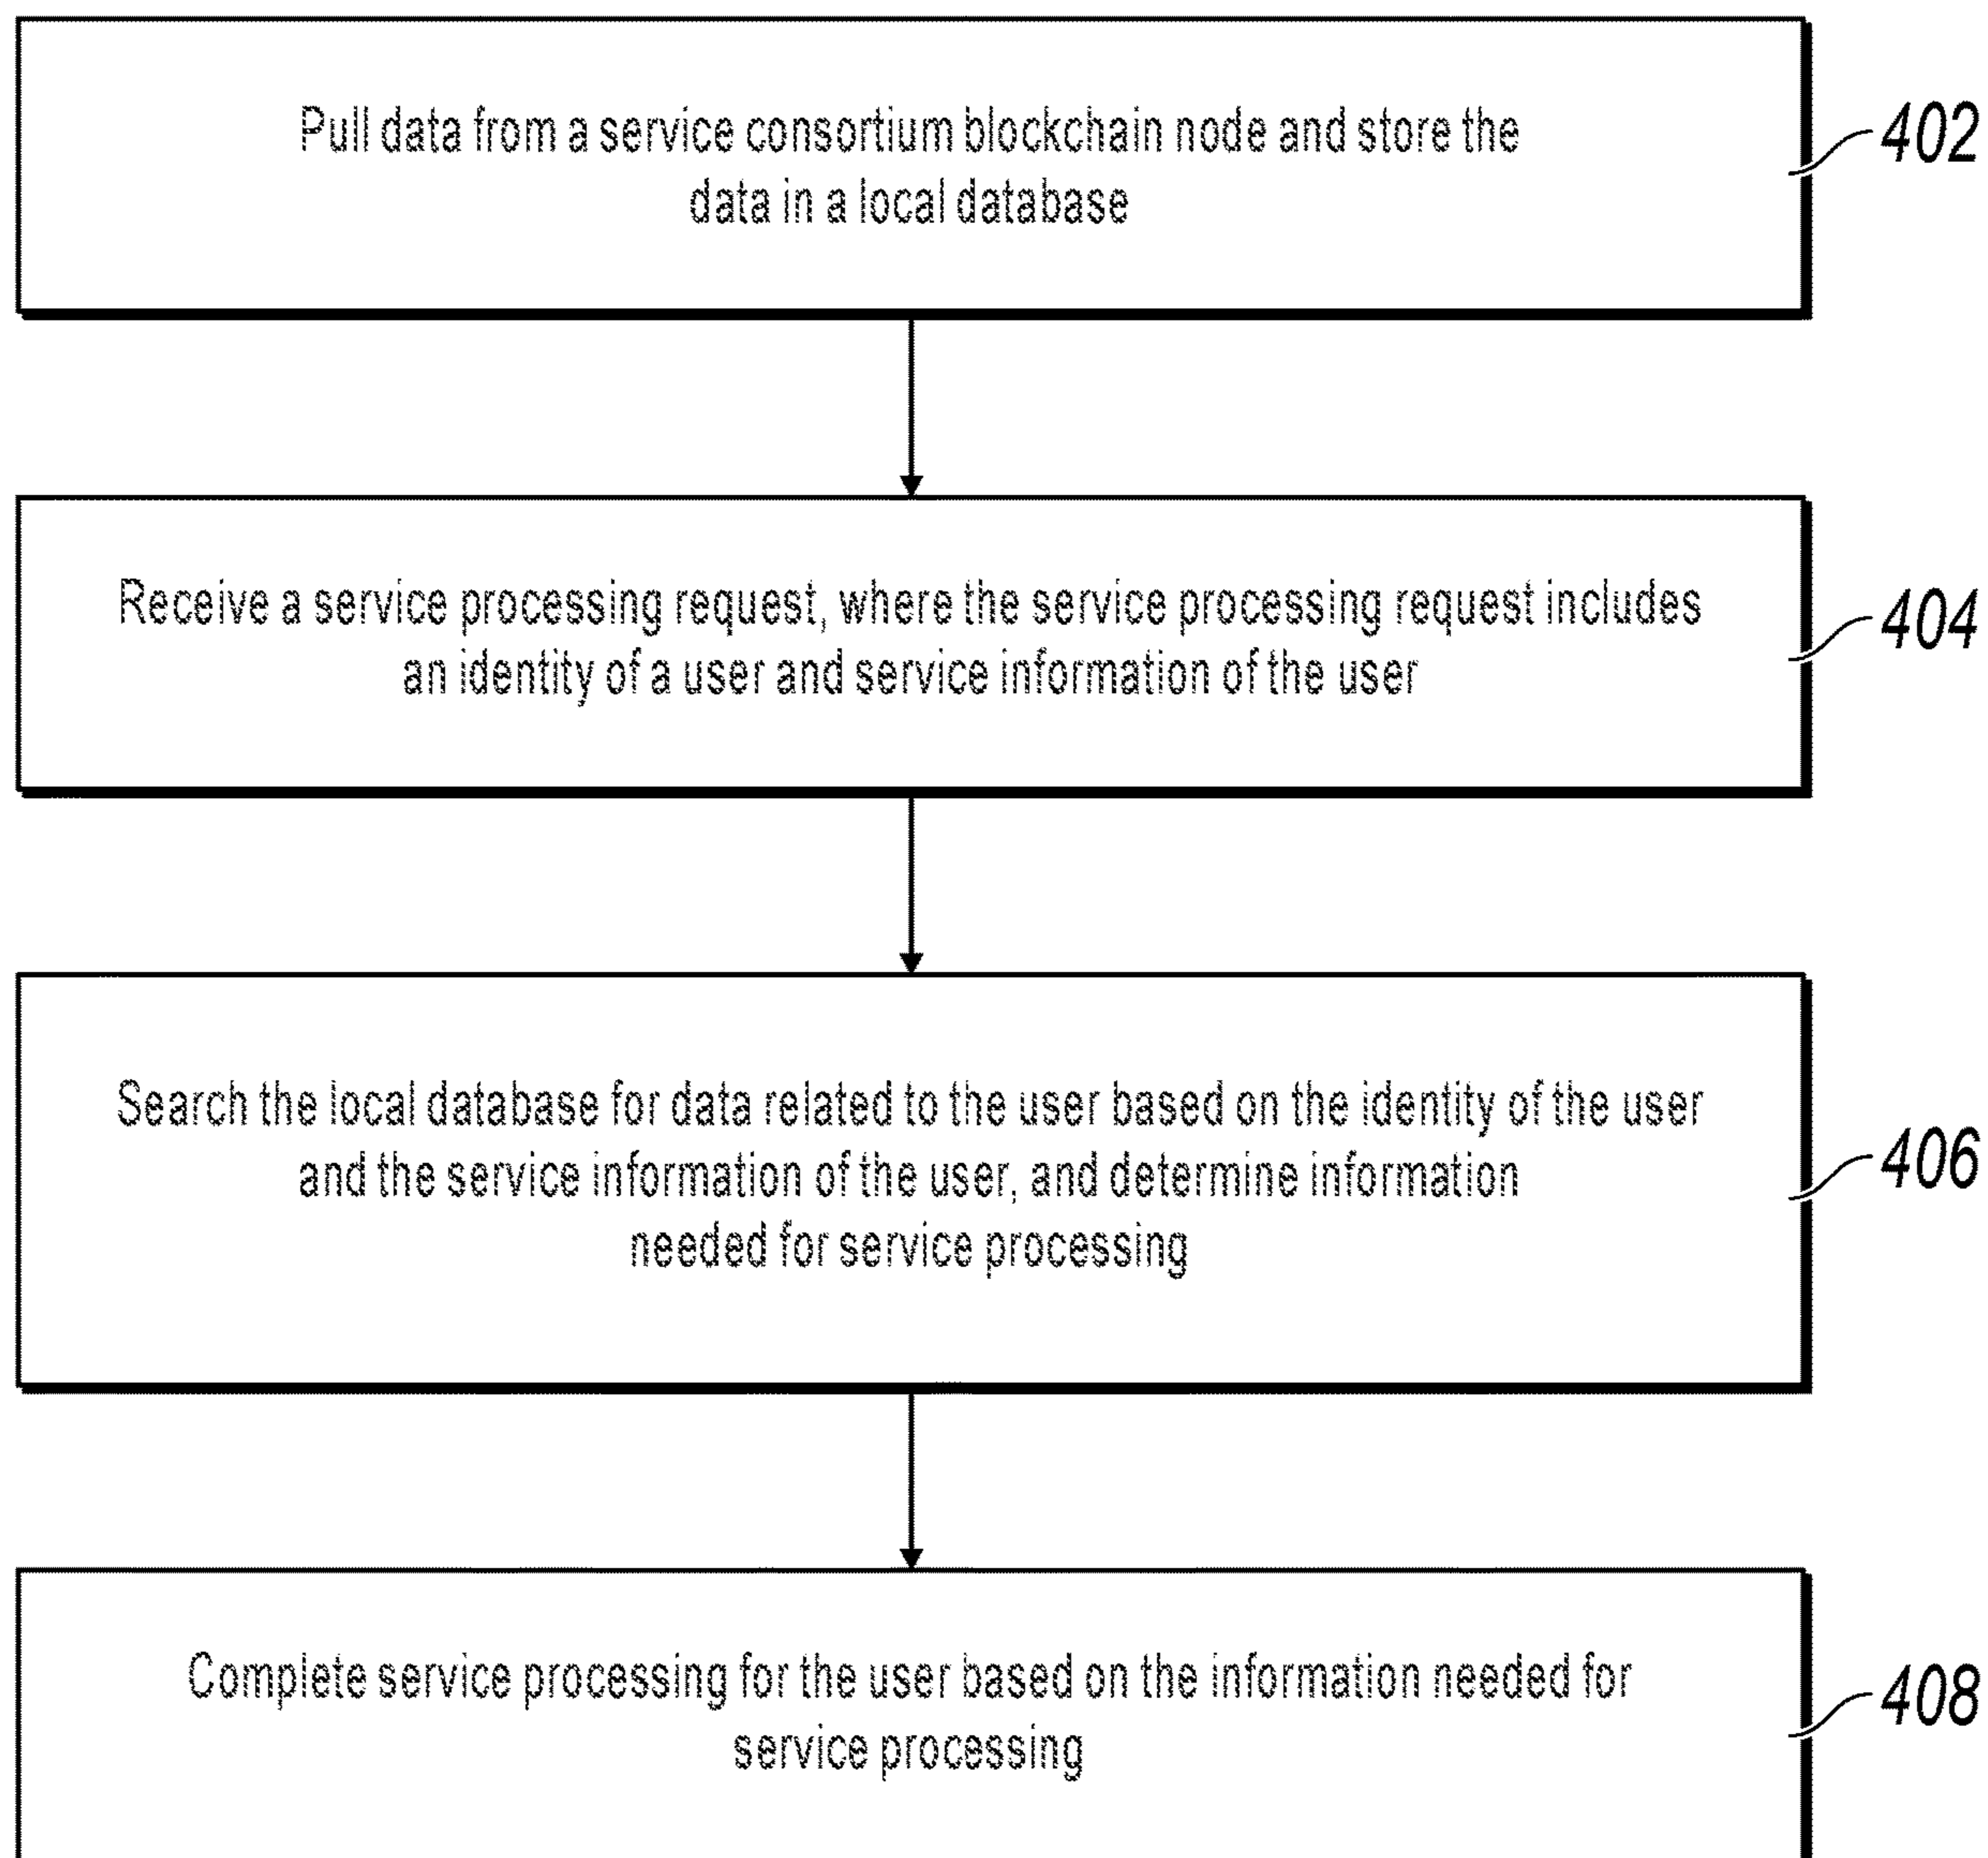 Pull data from a service consortium blockchain node and store the
data in a local database
402
Receive a service processing request, where the service processing request includes
an identity of a user and service information of the user
404
Search the local database for data related to the user based on the identity of the user
and the service information of the user, and determine information
needed for service processing
406
Complete service processing for the user based on the information needed for
service processing
408